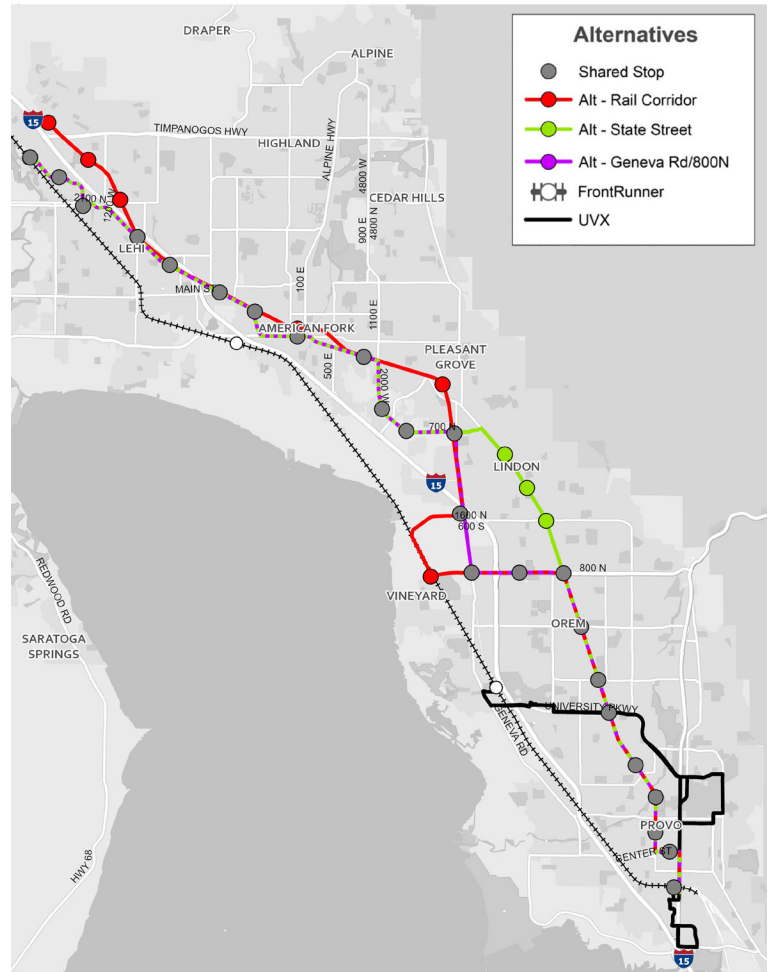 DRAPER
ALPINE
Alternatives
Shared Stop
Alt - Rail Corridor
Alt - State Street
Alt - Geneva Rd/800N
FrontRunner
UVX
15
TIMPANOGOS HWY
HIGHLAND
ALPINE HWY
4800 W
CEDAR HILLS
2100 N
1200 W
900 E
4800 N
LEHI
MAIN S
100 E
1100 E
AMERICAN FORK
500 E
PLEASANT
GROVE
2000 W
700 N
LINDON
15
1600 N
600 S
800 N
VINEYARD
REDWOOD RD
OREM
SARATOGA
SPRINGS
UNIVERSITY PKWY
GENEVA RD
PROVO
CENTER ST
HWY 68
15